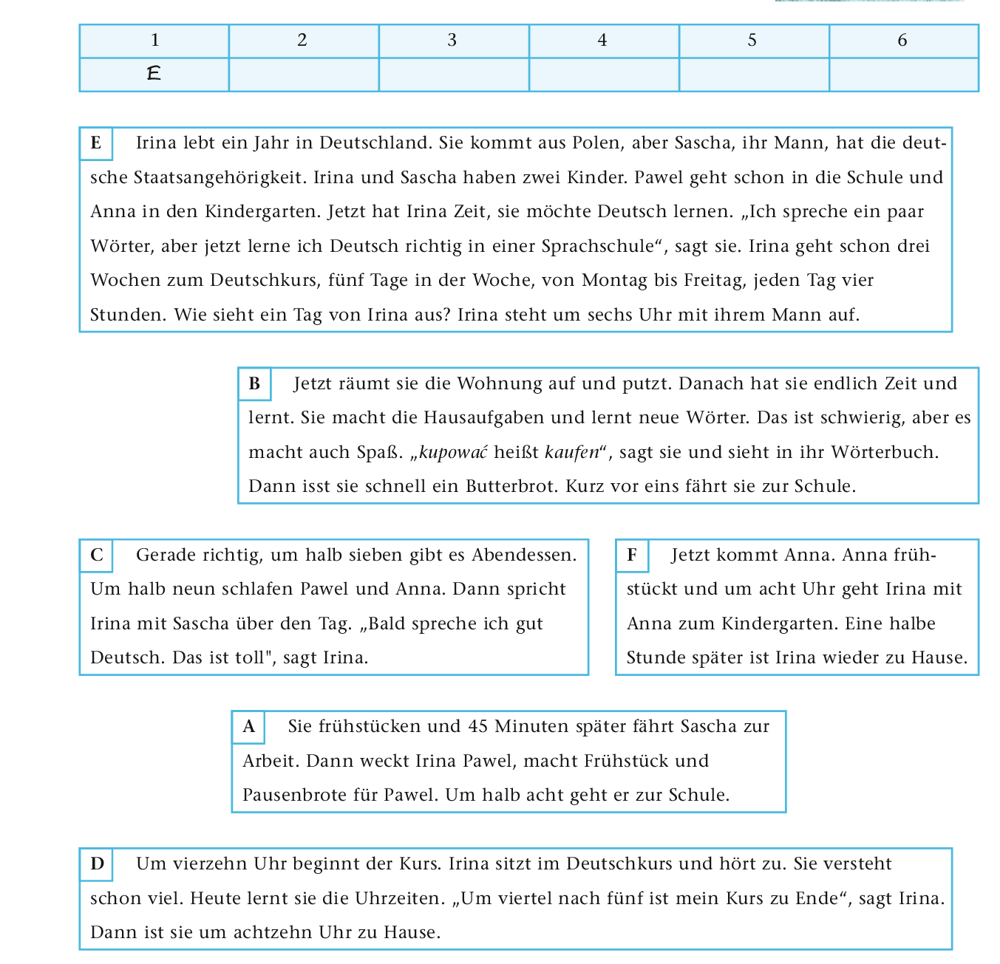 1 2 3 4 5 6
E
E Irina lebt ein Jahr in Deutschland. Sie kommt aus Polen, aber Sascha, ihr Mann, hat die deut-
sche Staatsangehörigkeit. Irina und Sascha haben zwei Kinder. Pawel geht schon in die Schule und
Anna in den Kindergarten. Jetzt hat Irina Zeit, sie möchte Deutsch lernen. „Ich spreche ein paar
Wörter, aber jetzt lerne ich Deutsch richtig in einer Sprachschule“, sagt sie. Irina geht schon drei
Wochen zum Deutschkurs, fünf Tage in der Woche, von Montag bis Freitag, jeden Tag vier
Stunden. Wie sieht ein Tag von Irina aus? Irina steht um sechs Uhr mit ihrem Mann auf.
B Jetzt räumt sie die Wohnung auf und putzt. Danach hat sie endlich Zeit und
lernt. Sie macht die Hausaufgaben und lernt neue Wörter. Das ist schwierig, aber es
macht auch Spaß. „kupować heißt kaufen“, sagt sie und sieht in ihr Wörterbuch.
Dann isst sie schnell ein Butterbrot. Kurz vor eins fährt sie zur Schule.
C Gerade richtig, um halb sieben gibt es Abendessen.
Um halb neun schlafen Pawel und Anna. Dann spricht
Irina mit Sascha über den Tag. „Bald spreche ich gut
Deutsch. Das ist toll", sagt Irina.
F Jetzt kommt Anna. Anna früh-
stückt und um acht Uhr geht Irina mit
Anna zum Kindergarten. Eine halbe
Stunde später ist Irina wieder zu Hause.
A Sie frühstücken und 45 Minuten später fährt Sascha zur
Arbeit. Dann weckt Irina Pawel, macht Frühstück und
Pausenbrote für Pawel. Um halb acht geht er zur Schule.
D Um vierzehn Uhr beginnt der Kurs. Irina sitzt im Deutschkurs und hört zu. Sie versteht
schon viel. Heute lernt sie die Uhrzeiten. „Um viertel nach fünf ist mein Kurs zu Ende“, sagt Irina.
Dann ist sie um achtzehn Uhr zu Hause.